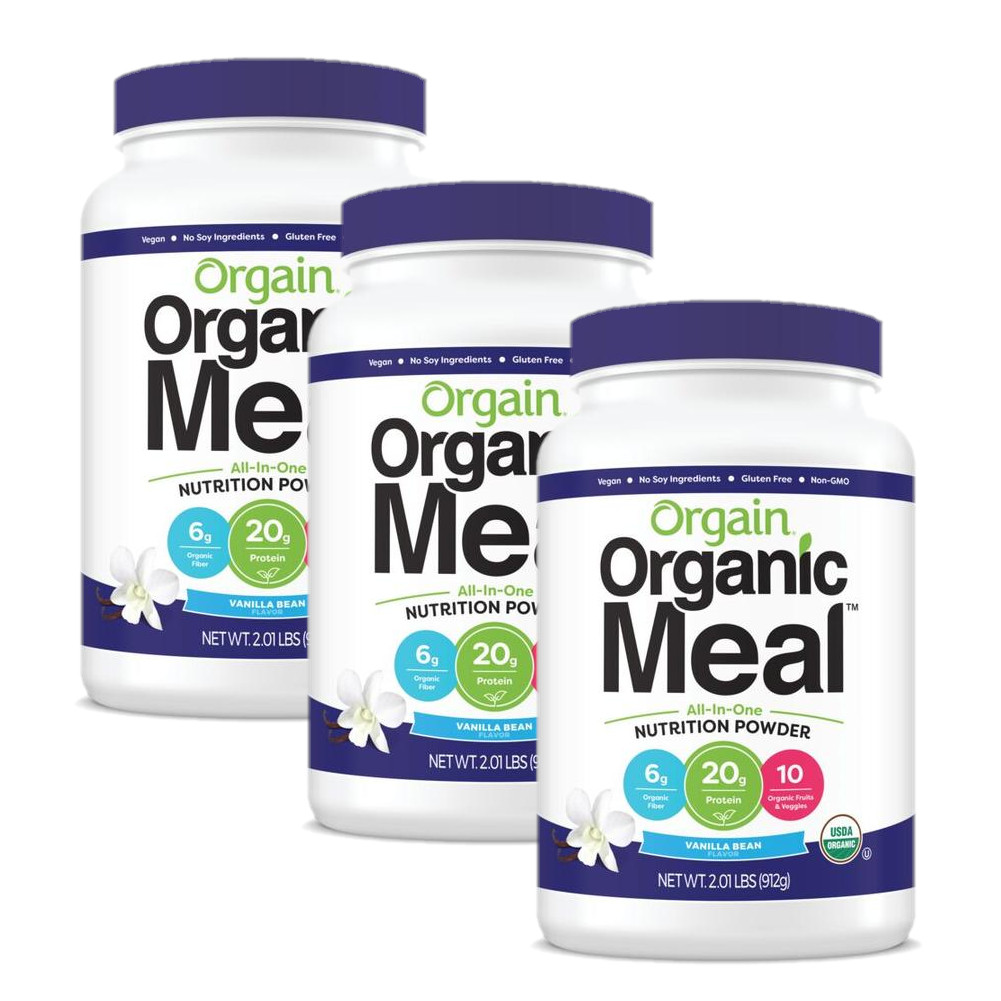 Vegan • No Soy Ingredients • Gluten Free
Orgain
Organ
Me
All-In-One
NUTRITION POW
6g
Organic
Fiber
20g
Protein
VANILLA BEAN
FLAVOR
NET WT. 2.01 LBS (9
Vegan • No Soy Ingredients • Gluten Free •
Orgain
Organ
Me
All-In-One
NUTRITION POW
6g
Organic
Fiber
20g
Protein
VANILLA BEAN
FLAVOR
NET WT. 2.01 LBS (9
Vegan • No Soy Ingredients • Gluten Free • Non-GMO
Orgain®
Organic
Meal™
All-In-One
NUTRITION POWDER
6g
Organic
Fiber
20g
Protein
10
Organic Fruits
& Veggies
VANILLA BEAN
FLAVOR
USDA
ORGANIC
U
NET WT. 2.01 LBS (912g)